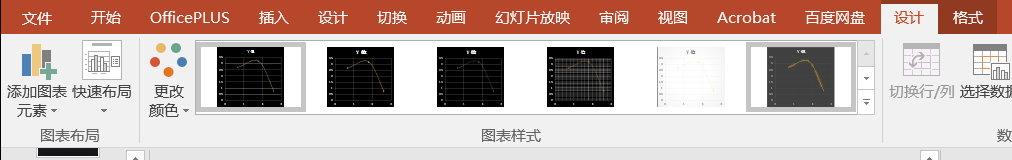 文件 开始 OfficePLUS 插入 设计 切换 动画 幻灯片放映 审阅 视图 Acrobat 百度网盘 设计 格式
添加图表 快速布局 更改 切换行/列 选择数据
元素 颜色
图表布局 图表样式 数